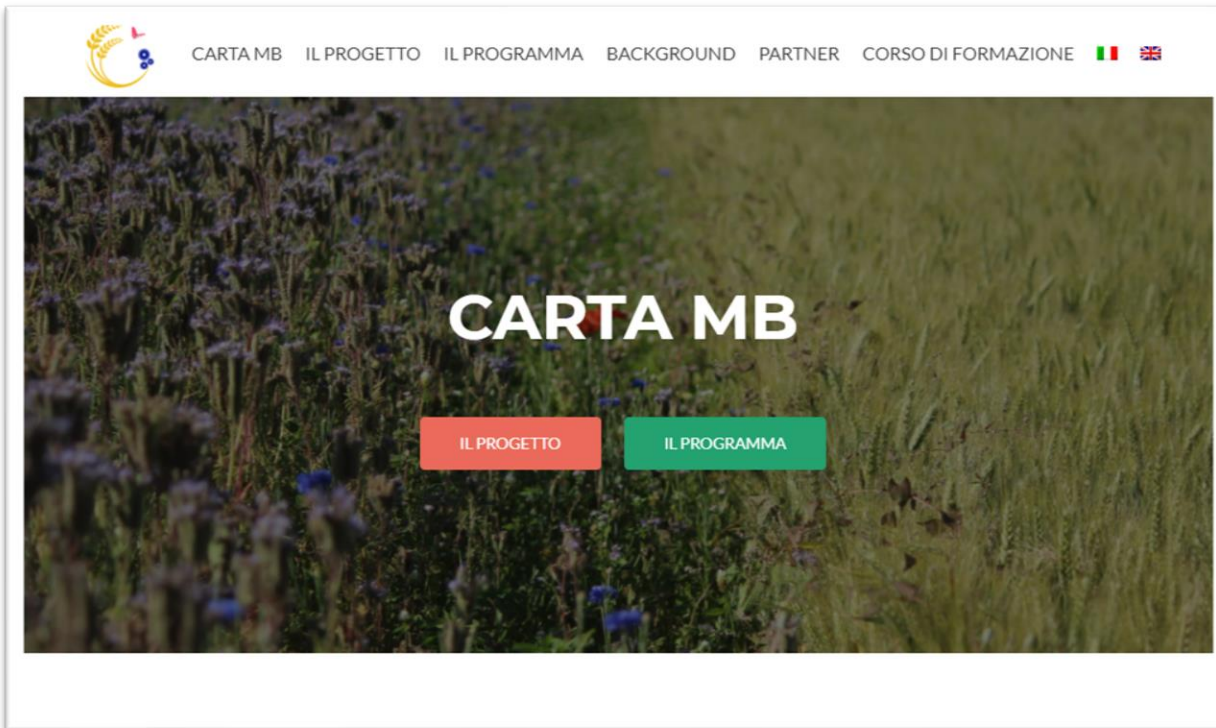 CARTA MB IL PROGETTO IL PROGRAMMA BACKGROUND PARTNER CORSO DI FORMAZIONE
CARTA MB
IL PROGETTO IL PROGRAMMA